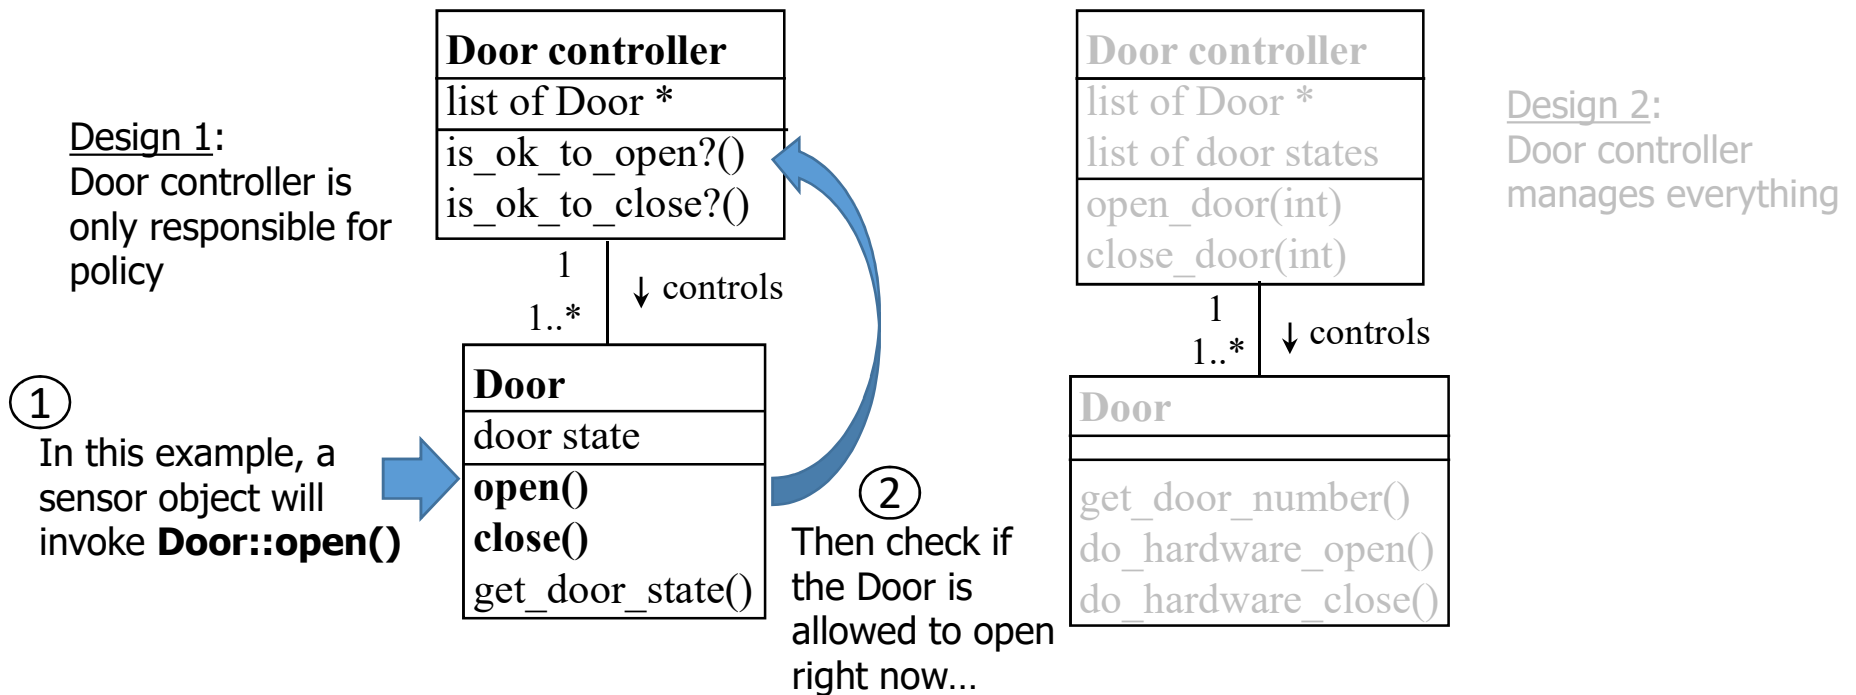 Design 1:
Door controller is
only responsible for
policy
Door controller
list of Door *
is_ok_to_open?()
is_ok_to_close?()
1
1..*
↓ controls
Door
door state
open()
close()
get_door_state()
1
In this example, a
sensor object will
invoke Door::open()
2
Then check if
the Door is
allowed to open
right now...
Door controller
list of Door *
list of door states
open_door(int)
close_door(int)
1
1..*
↓ controls
Door
get_door_number()
do_hardware_open()
do_hardware_close()
Design 2:
Door controller
manages everything